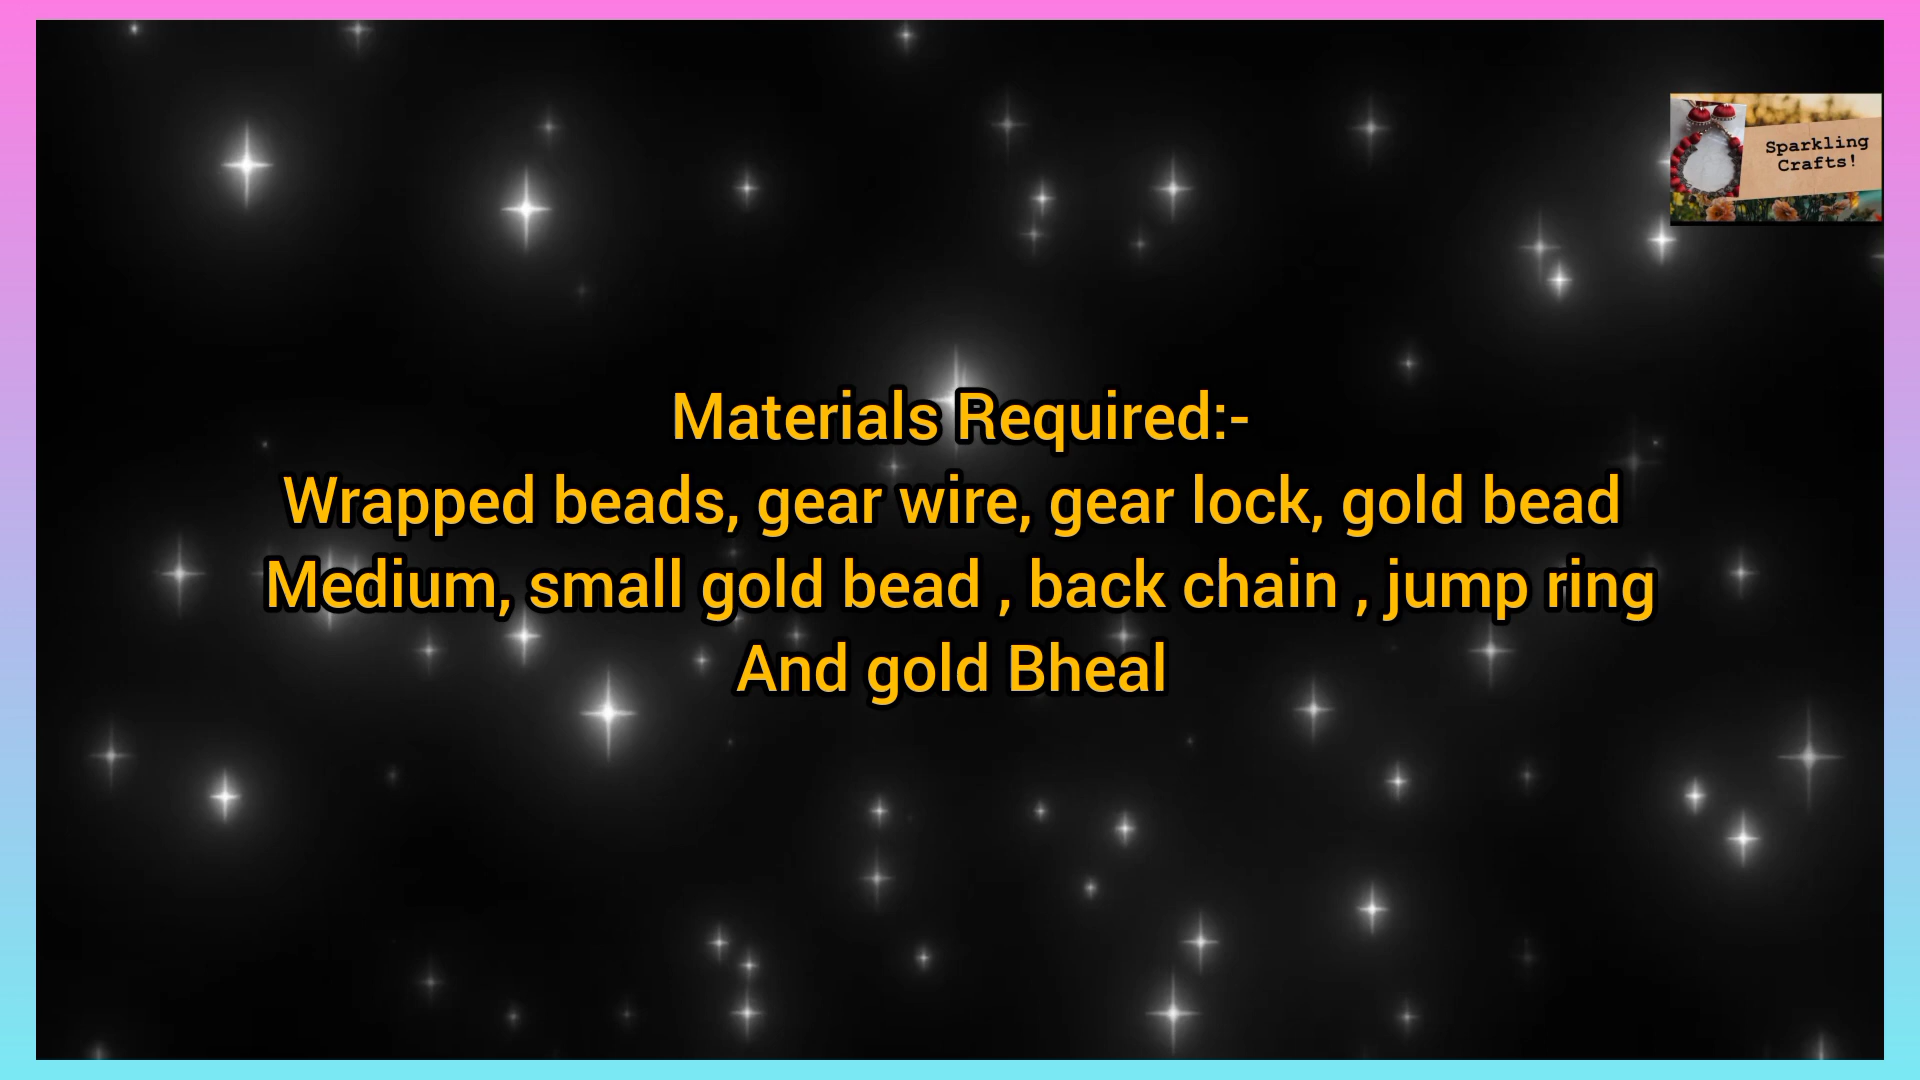 Sparkling
Crafts!
Materials Required:-
Wrapped beads, gear wire, gear lock, gold bead
Medium, small gold bead , back chain , jump ring
And gold Bheal